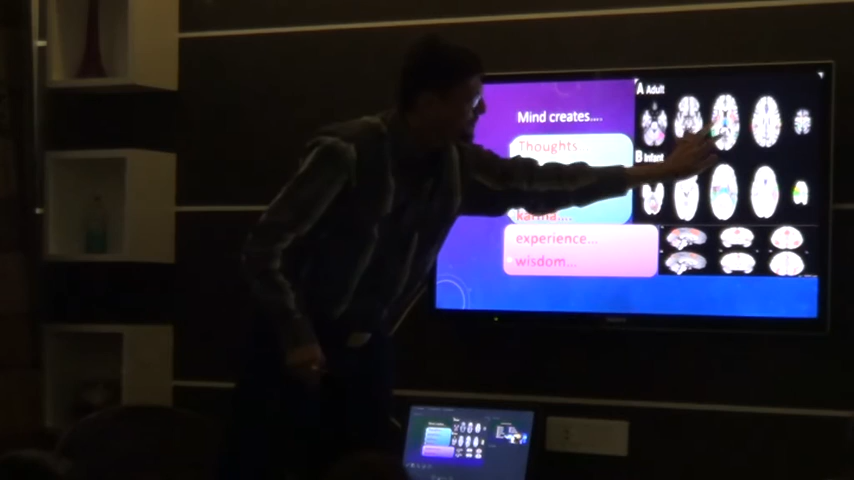 Mind creates....
Thoughts...
karma....
experience...
wisdom...
A Adult
B Infant